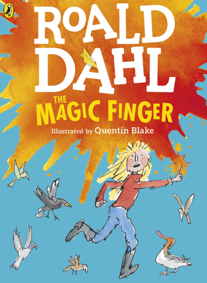 ROALD
DAHL
THE
MAGIC FINGER
Illustrated by Quentin Blake